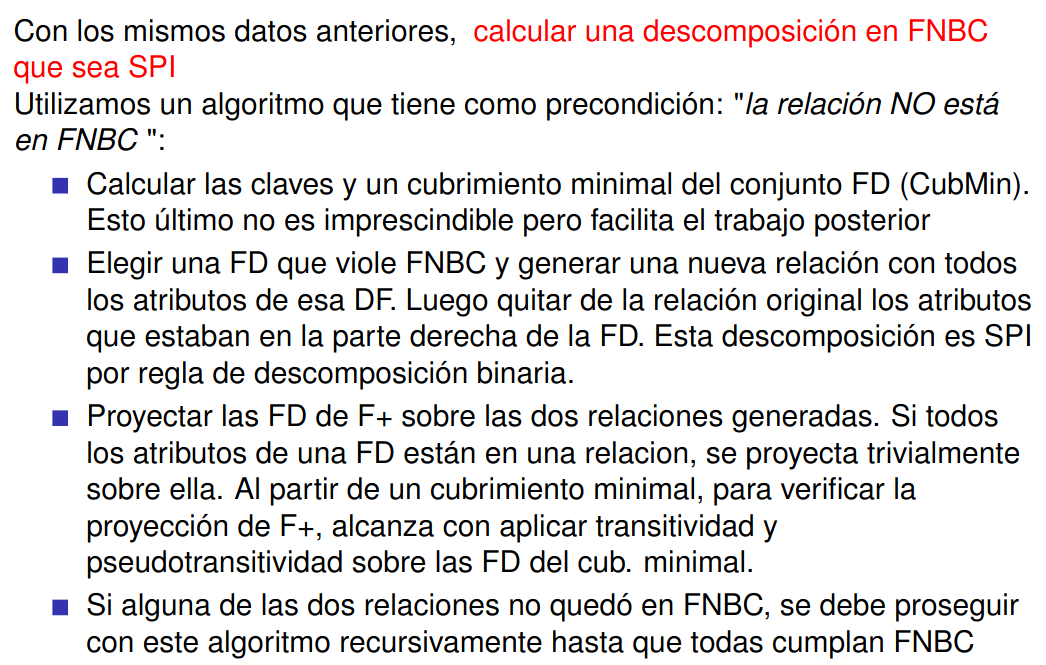 Con los mismos datos anteriores, calcular una descomposición en FNBC
que sea SPI
Utilizamos un algoritmo que tiene como precondición: "la relación NO está
en FNBC ":
Calcular las claves y un cubrimiento minimal del conjunto FD (CubMin).
Esto último no es imprescindible pero facilita el trabajo posterior
Elegir una FD que viole FNBC y generar una nueva relación con todos
los atributos de esa DF. Luego quitar de la relación original los atributos
que estaban en la parte derecha de la FD. Esta descomposición es SPI
por regla de descomposición binaria.
Proyectar las FD de F+ sobre las dos relaciones generadas. Si todos
los atributos de una FD están en una relacion, se proyecta trivialmente
sobre ella. Al partir de un cubrimiento minimal, para verificar la
proyección de F+, alcanza con aplicar transitividad y
pseudotransitividad sobre las FD del cub. minimal.
Si alguna de las dos relaciones no quedó en FNBC, se debe proseguir
con este algoritmo recursivamente hasta que todas cumplan FNBC